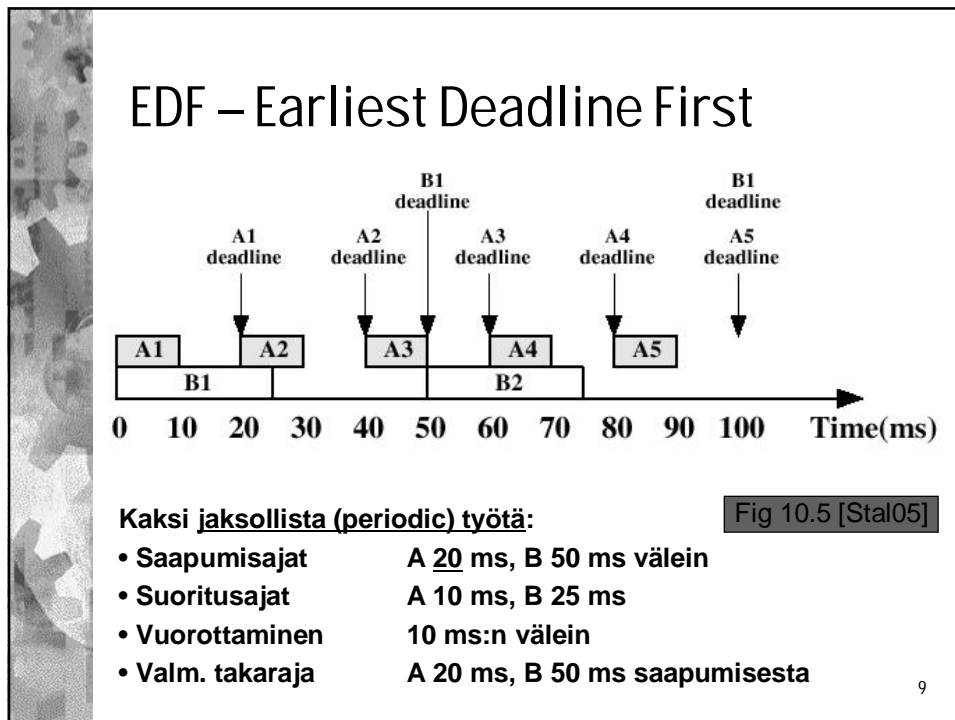 EDF – Earliest Deadline First
B1
deadline
B1
deadline
A1
deadline
A2
deadline
A3
deadline
A4
deadline
A5
deadline
A1 A2 A3 A4 A5
B1 B2
0 10 20 30 40 50 60 70 80 90 100 Time(ms)
Fig 10.5 [Stal05]
Kaksi jaksollista (periodic) työtä:
• Saapumisajat A 20 ms, B 50 ms välein
• Suoritusajat A 10 ms, B 25 ms
• Vuorottaminen 10 ms:n välein
• Valm. takaraja A 20 ms, B 50 ms saapumisesta
9